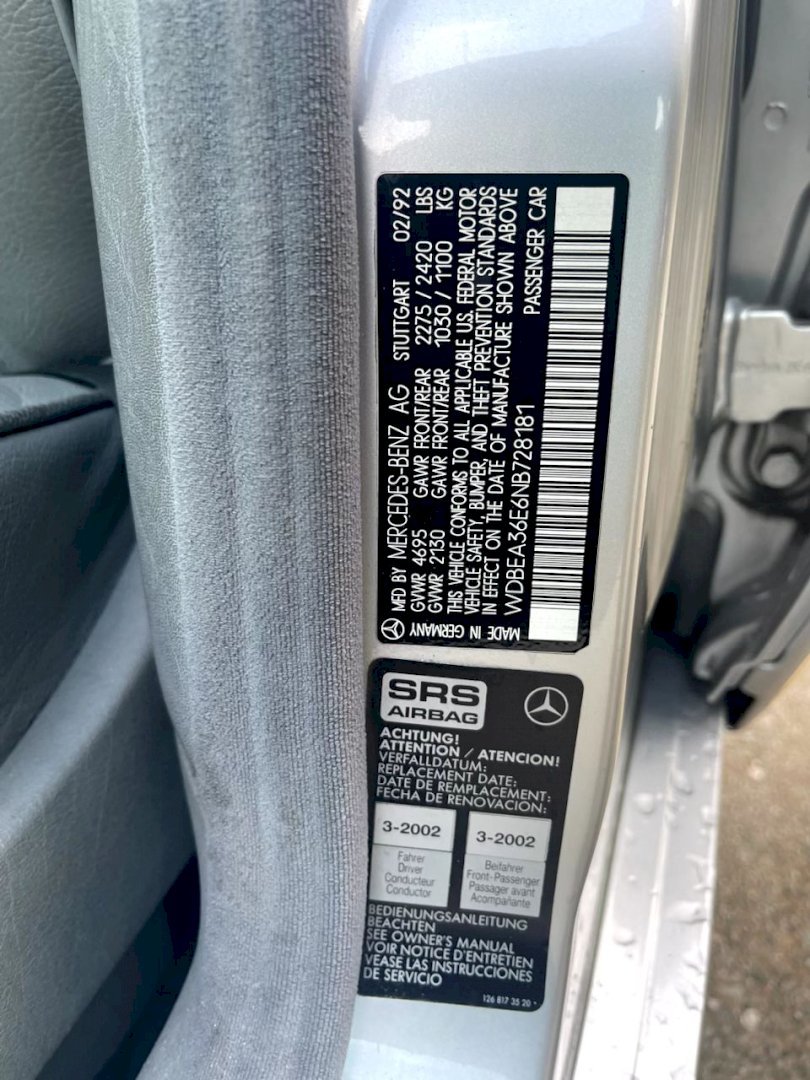 MFD BY MERCEDES-BENZ AG STUTTGART 02/92
GVWR 4695 GAWR FRONT/REAR 2275 / 2420 LBS
GVWR 2130 GAWR FRONT/REAR 1030 / 1100 KG
THIS VEHICLE CONFORMS TO ALL APPLICABLE U.S. FEDERAL MOTOR
VEHICLE SAFETY, BUMPER, AND THEFT PREVENTION STANDARDS
IN EFFECT ON THE DATE OF MANUFACTURE SHOWN ABOVE
WDBEA36E6NB728181 PASSENGER CAR
MADE IN GERMANY
SRS
AIRBAG
ACHTUNG!
ATTENTION / ATENCION!
VERFALLDATUM:
REPLACEMENT DATE:
DATE DE REMPLACEMENT:
FECHA DE RENOVACION:
3-2002
Fahrer
Driver
Conducteur
Conductor
3-2002
Beifahrer
Front-Passenger
Passager avant
Acompañante
BEDIENUNGSANLEITUNG
BEACHTEN
SEE OWNER'S MANUAL
VOIR NOTICE D'ENTRETIEN
VEASE LAS INSTRUCCIONES
DE SERVICIO
126 817 35 20